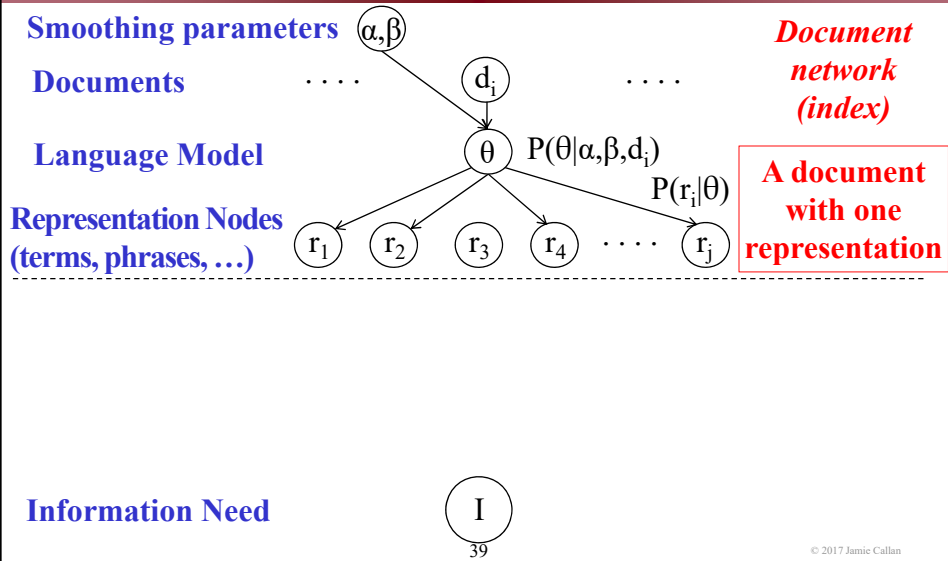 Smoothing parameters α,β
Document
network
(index)
Documents . . . . dᵢ . . . .
Language Model θ P(θ|α,β,dᵢ)
P(rᵢ|θ)
A document
with one
representation
Representation Nodes
(terms, phrases, …) r₁ r₂ r₃ r₄ . . . . rⱼ
Information Need I
39
© 2017 Jamie Callan